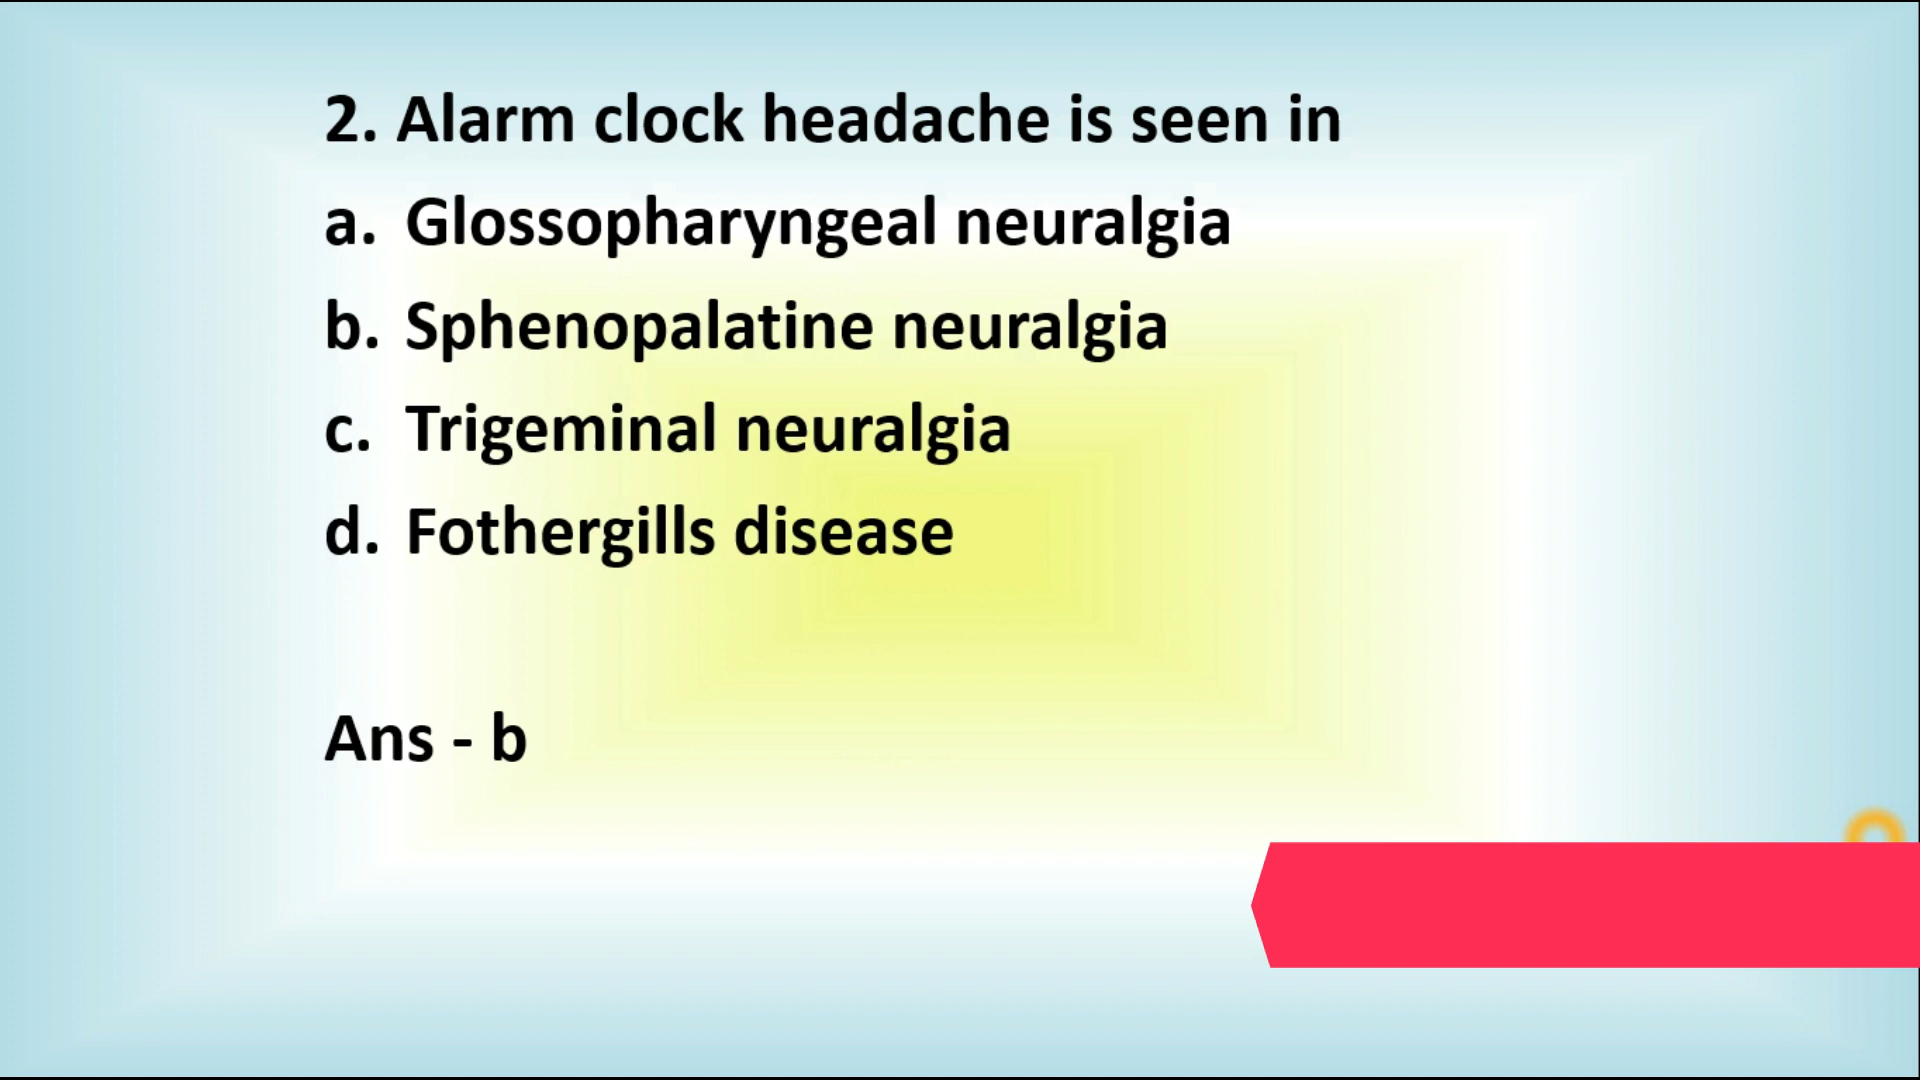 2. Alarm clock headache is seen in
a. Glossopharyngeal neuralgia
b. Sphenopalatine neuralgia
c. Trigeminal neuralgia
d. Fothergills disease
Ans - b